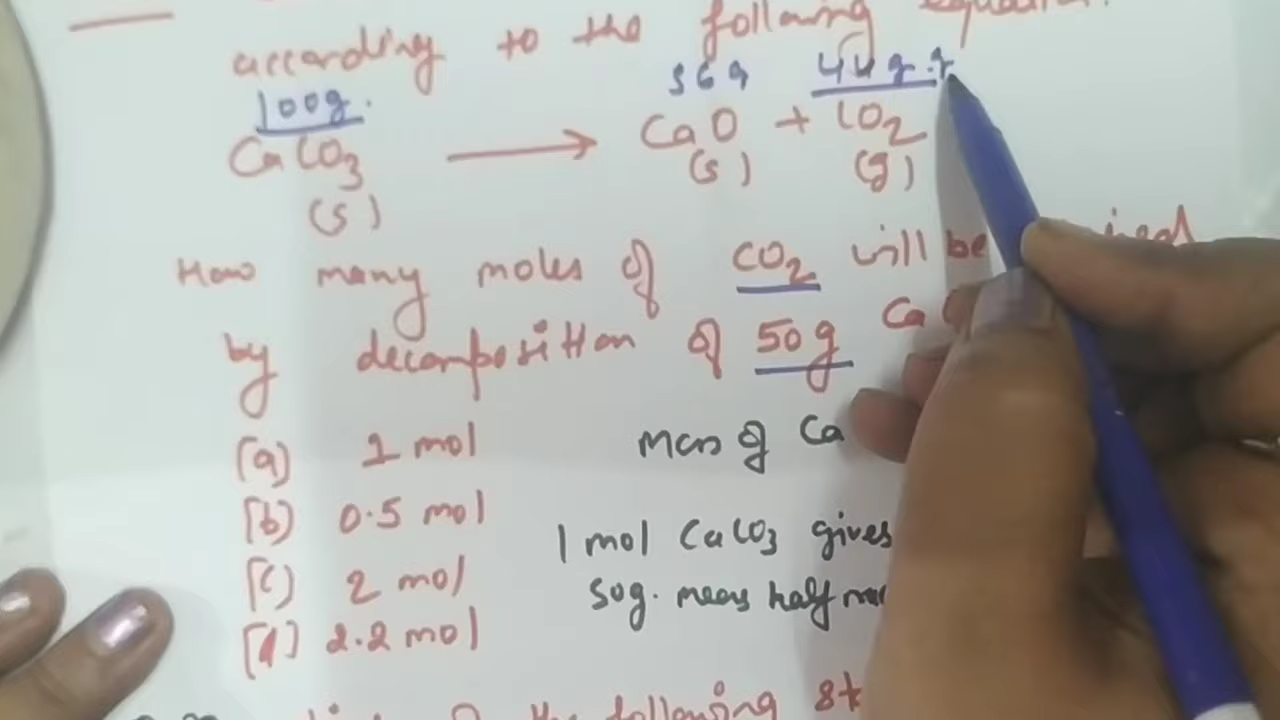 according to the following
100g. 56g 44g.
CaCO3 ⟶ CaO + CO2
(s) (g)
(s)
How many moles of CO2 will be
by decomposition of 50g Ca
(a) 1 mol
Mass of Ca
(b) 0.5 mol
1 mol CaCO3 gives
(c) 2 mol
50g. means half
(d) 2.2 mol
of the following